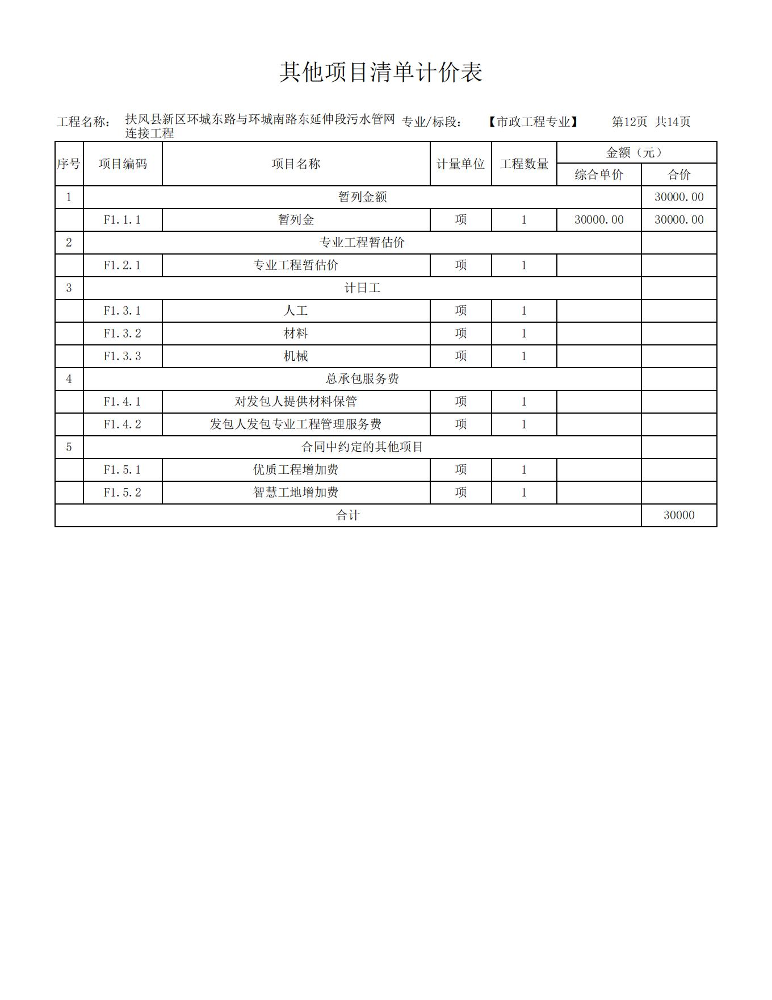 其他项目清单计价表
工程名称： 扶风县新区环城东路与环城南路东延伸段污水管网 专业/标段： 【市政工程专业】 第12页 共14页
连接工程
序号 项目编码 项目名称 计量单位 工程数量 金额（元）
综合单价 合价
1 暂列金额 30000.00
F1.1.1 暂列金 项 1 30000.00 30000.00
2 专业工程暂估价
F1.2.1 专业工程暂估价 项 1
3 计日工
F1.3.1 人工 项 1
F1.3.2 材料 项 1
F1.3.3 机械 项 1
4 总承包服务费
F1.4.1 对发包人提供材料保管 项 1
F1.4.2 发包人发包专业工程管理服务费 项 1
5 合同中约定的其他项目
F1.5.1 优质工程增加费 项 1
F1.5.2 智慧工地增加费 项 1
合计 30000